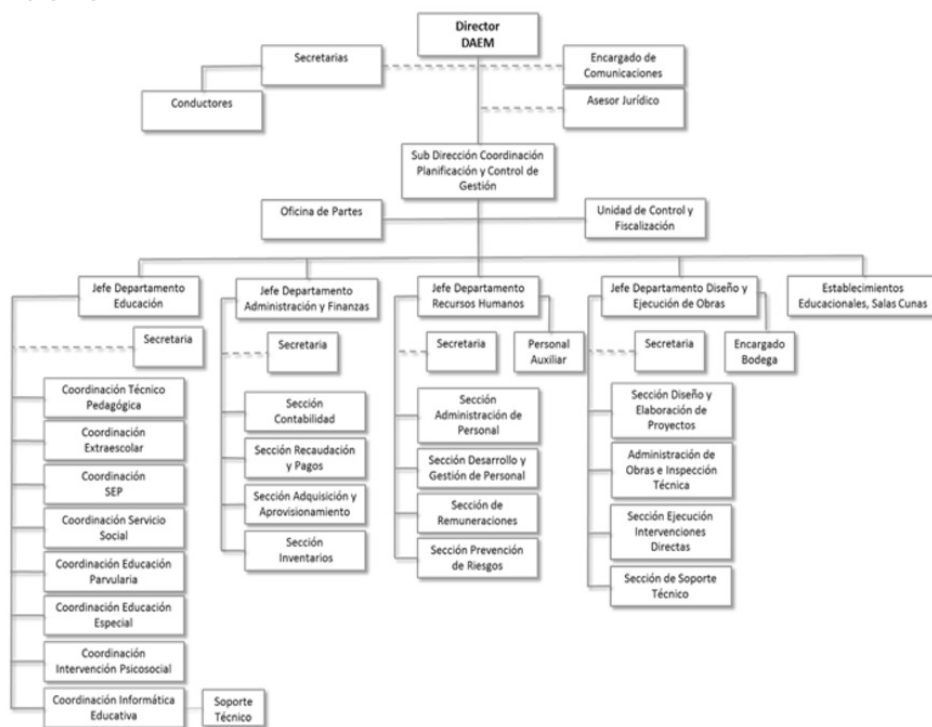 Director
DAEM
Secretarias
Encargado de
Comunicaciones
Conductores
Asesor Jurídico
Sub Dirección Coordinación
Planificación y Control de
Gestión
Oficina de Partes
Unidad de Control y
Fiscalización
Jefe Departamento
Educación
Jefe Departamento
Administración y Finanzas
Jefe Departamento
Recursos Humanos
Jefe Departamento Diseño y
Ejecución de Obras
Establecimientos
Educacionales, Salas Cunas
Secretaria
Secretaria
Secretaria
Personal
Auxiliar
Secretaria
Encargado
Bodega
Coordinación Técnico
Pedagógica
Coordinación
Extraescolar
Coordinación
SEP
Coordinación Servicio
Social
Coordinación Educación
Parvularia
Coordinación Educación
Especial
Coordinación
Intervención Psicosocial
Coordinación Informática
Educativa
Soporte
Técnico
Sección
Contabilidad
Sección Recaudación
y Pagos
Sección Adquisición y
Aprovisionamiento
Sección
Inventarios
Sección
Administración de
Personal
Sección Desarrollo y
Gestión de Personal
Sección de
Remuneraciones
Sección Prevención
de Riesgos
Sección Diseño y
Elaboración de
Proyectos
Administración de
Obras e Inspección
Técnica
Sección Ejecución
Intervenciones
Directas
Sección de Soporte
Técnico